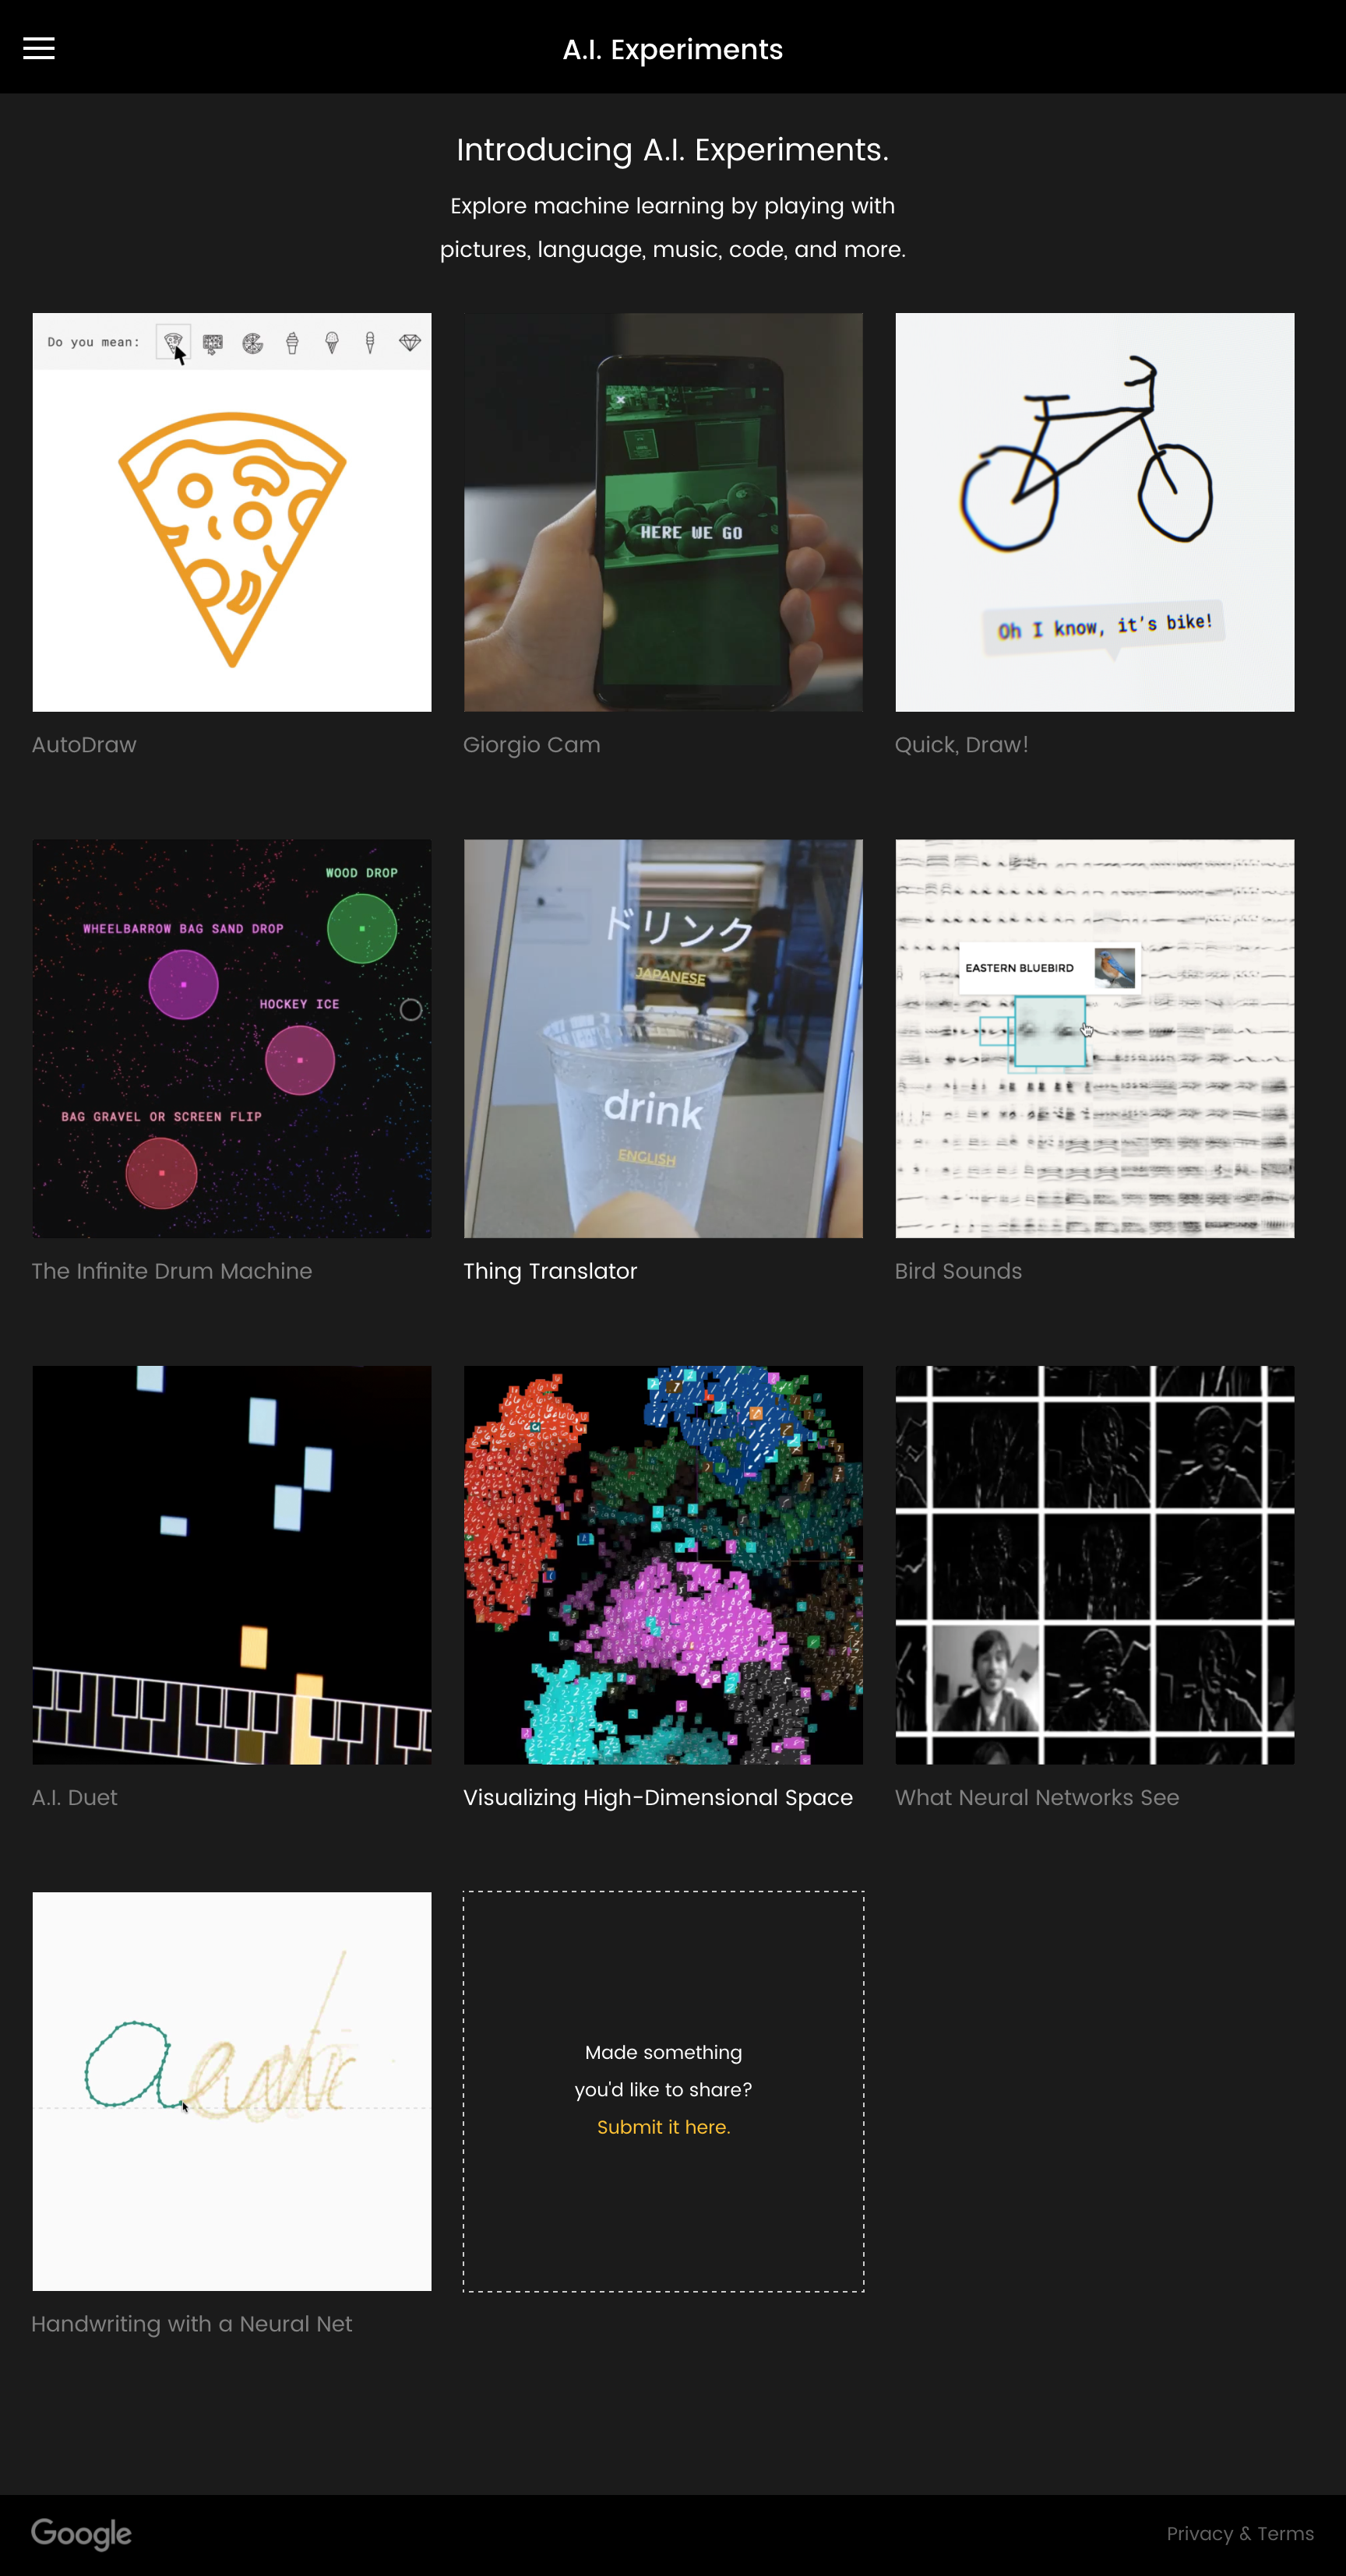 A.I. Experiments
Introducing A.I. Experiments.
Explore machine learning by playing with
pictures, language, music, code, and more.
Do you mean:
HERE WE GO
Oh I know, it's bike!
AutoDraw
Giorgio Cam
Quick, Draw!
WOOD DROP
WHEELBARROW BAG SAND DROP
HOCKEY ICE
BAG GRAVEL OR SCREEN FLIP
ドリンク
JAPANESE
drink
ENGLISH
EASTERN BLUEBIRD
The Infinite Drum Machine
Thing Translator
Bird Sounds
A.I. Duet
Visualizing High-Dimensional Space
What Neural Networks See
Made something
you'd like to share?
Submit it here.
Handwriting with a Neural Net
Google
Privacy & Terms